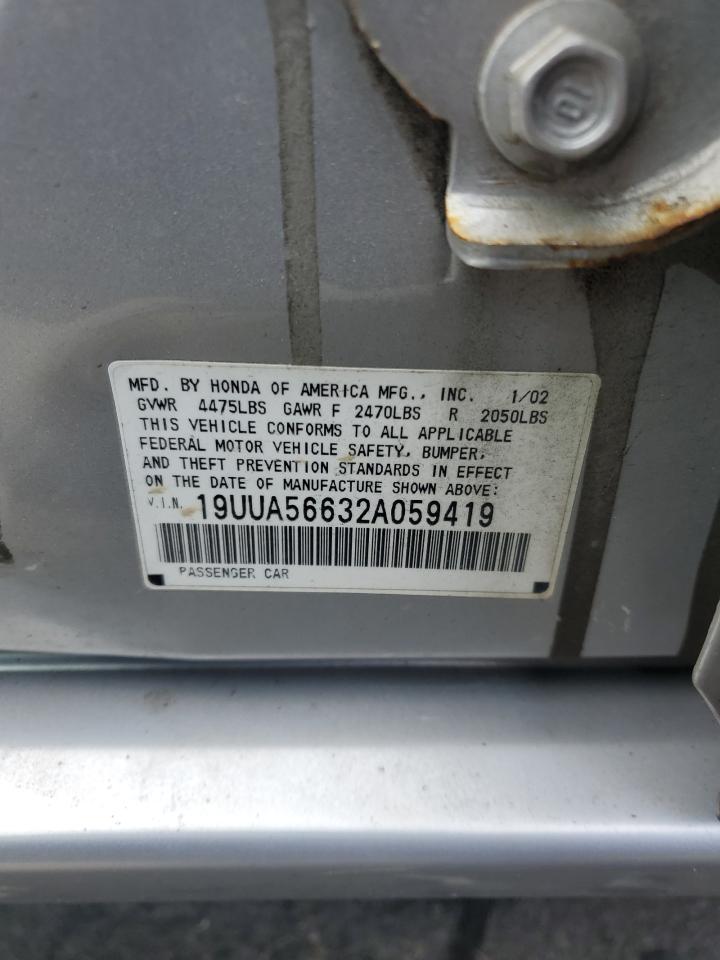 MFD. BY HONDA OF AMERICA MFG., INC. 1/02
GVWR 4475LBS GAWR F 2470LBS R 2050LBS
THIS VEHICLE CONFORMS TO ALL APPLICABLE
FEDERAL MOTOR VEHICLE SAFETY, BUMPER,
AND THEFT PREVENTION STANDARDS IN EFFECT
ON THE DATE OF MANUFACTURE SHOWN ABOVE:
V.I.N. 19UUA56632A059419
PASSENGER CAR